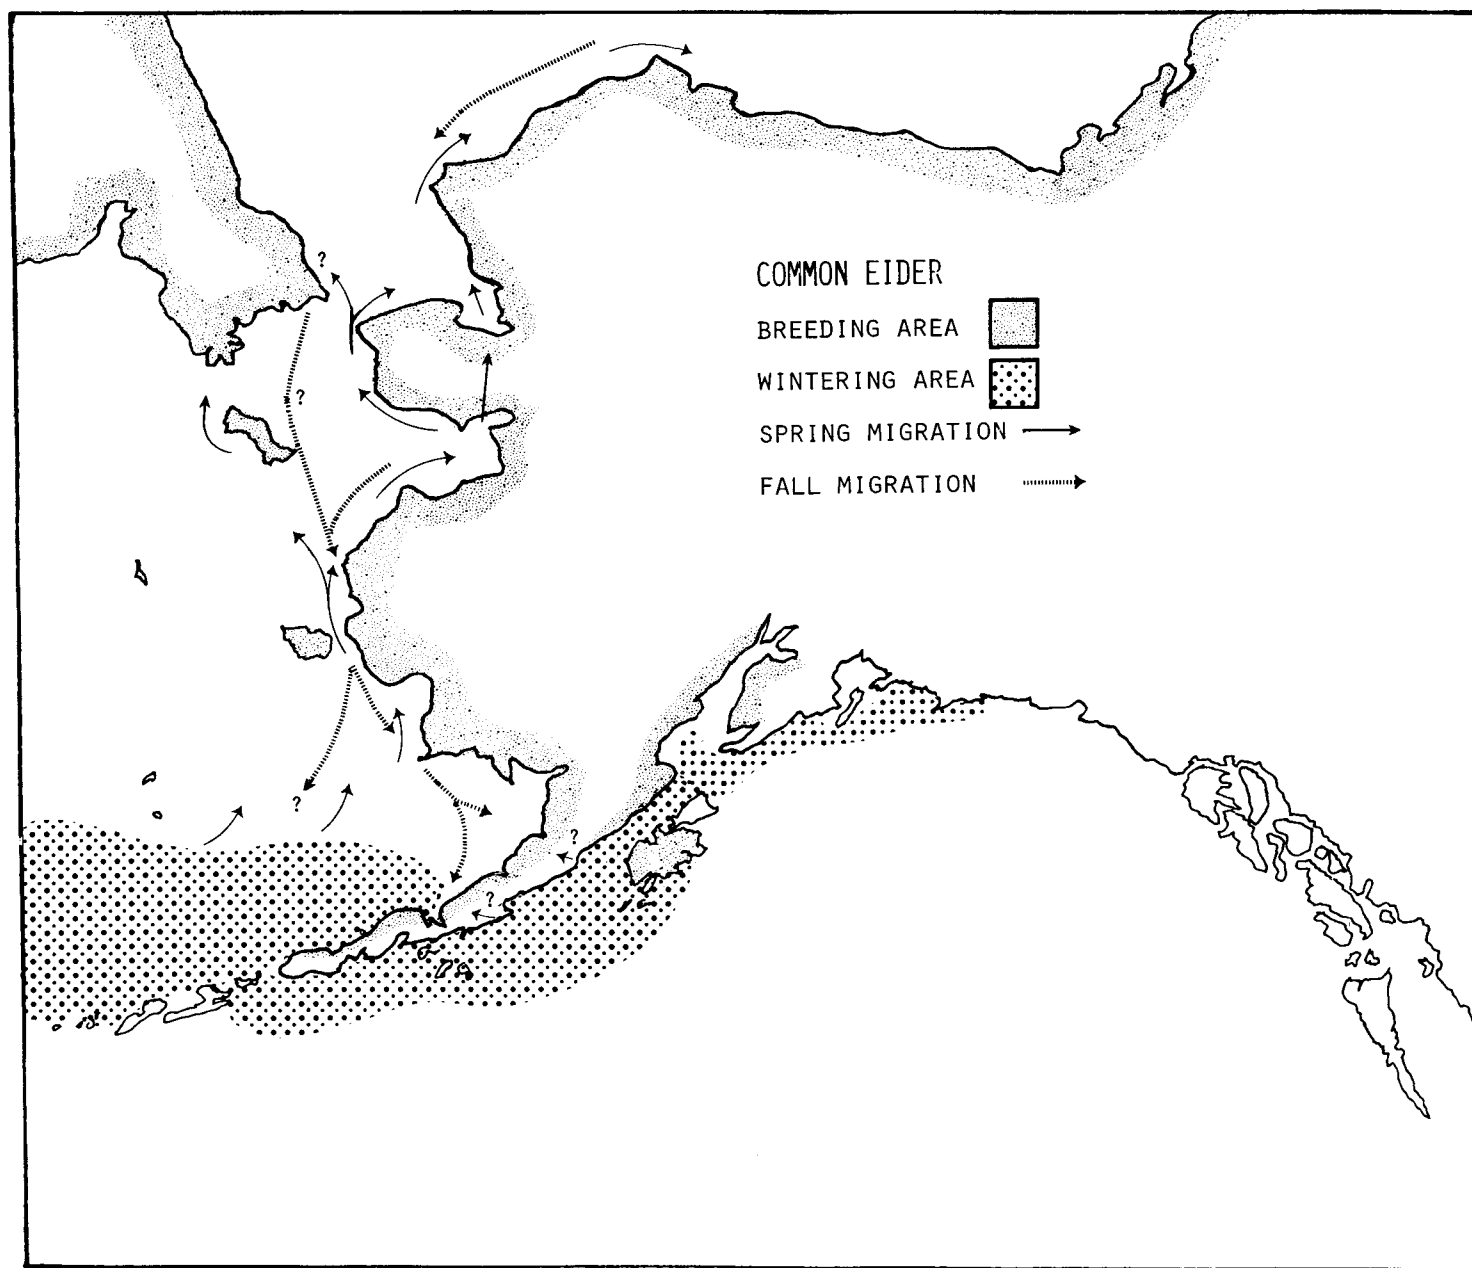 ?
COMMON EIDER
BREEDING AREA
?
WINTERING AREA
SPRING MIGRATION
FALL MIGRATION
?
?
?